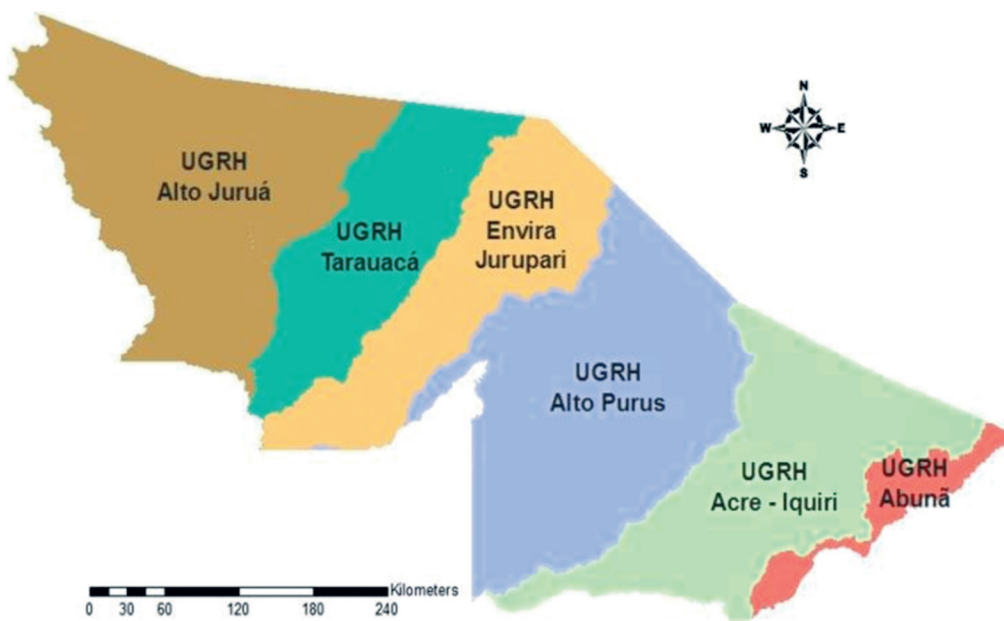 N
W E
S
UGRH
Alto Juruá
UGRH
Tarauacá
UGRH
Envira
Jurupari
UGRH
Alto Purus
UGRH
Acre - Iquiri
UGRH
Abunã
Kilometers
0 15 30 60 120 180 240